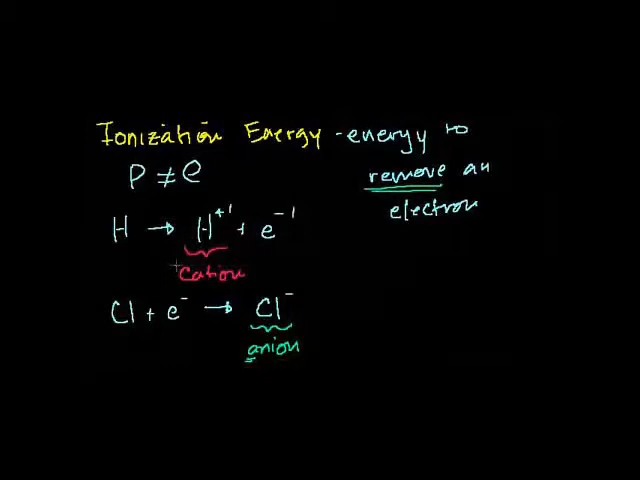 Ionization Energy - energy to
remove an
electron
P ≠ e
H → H⁺¹ + e⁻¹
cation
Cl + e⁻ → Cl⁻
anion